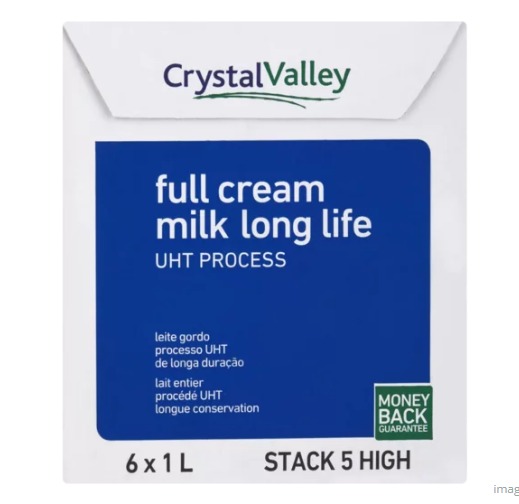 CrystalValley
full cream
milk long life
UHT PROCESS
leite gordo
processo UHT
de longa duração
lait entier
procédé UHT
longue conservation
MONEY
BACK
GUARANTEE
6 x 1 L
STACK 5 HIGH
imag